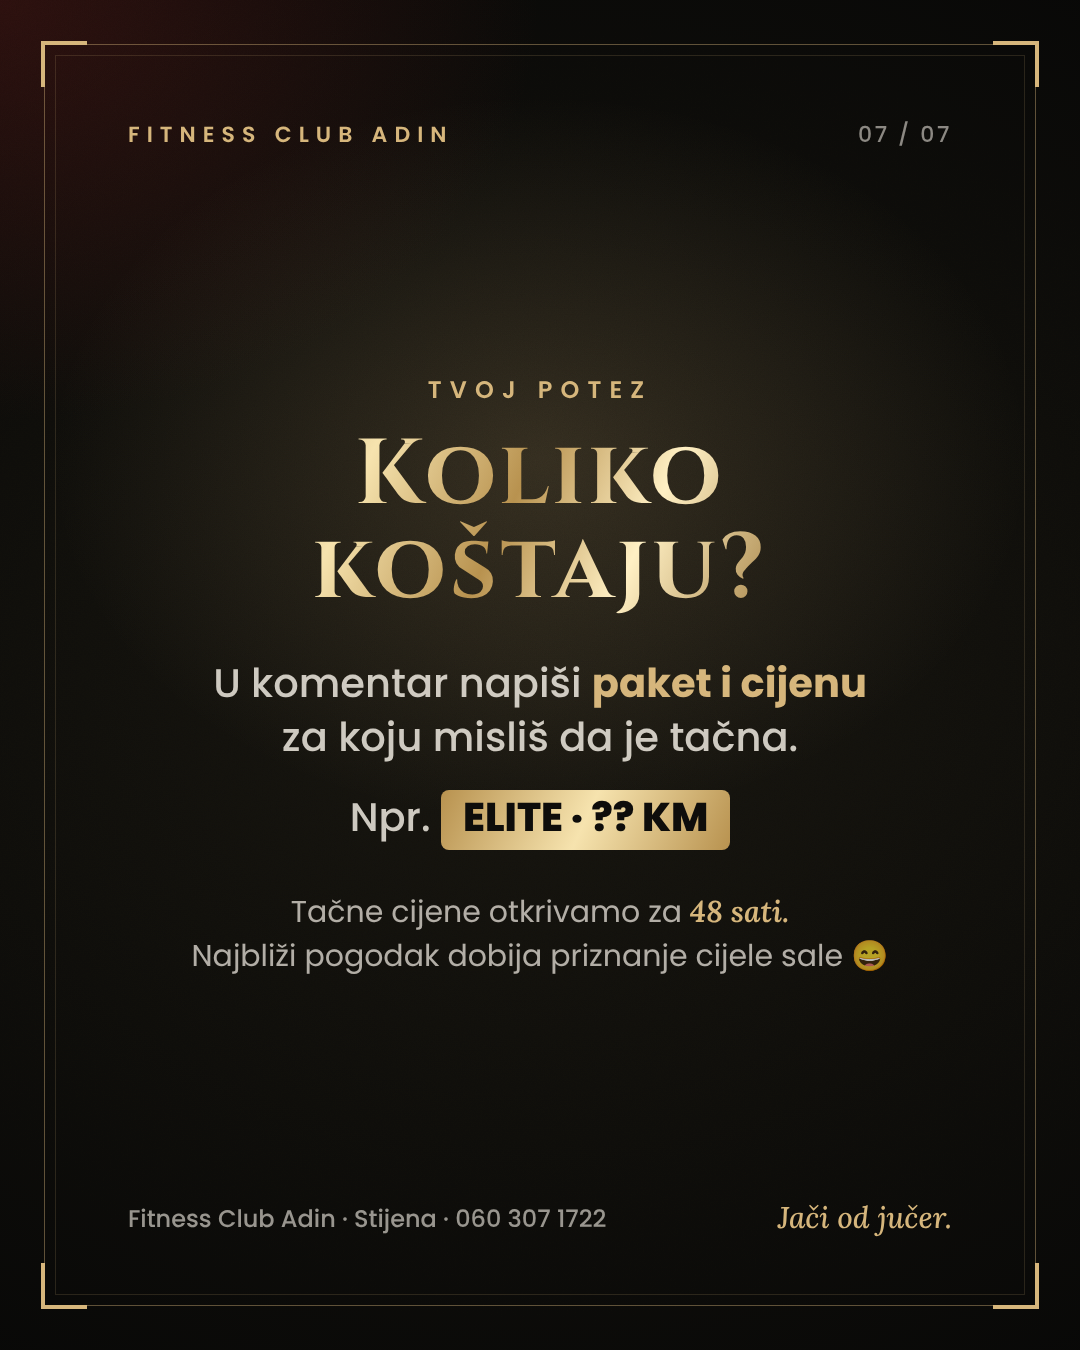 FITNESS CLUB ADIN
07 / 07
TVOJ POTEZ
KOLIKO
KOŠTAJU?
U komentar napiši paket i cijenu
za koju misliš da je tačna.
Npr. ELITE · ?? KM
Tačne cijene otkrivamo za 48 sati.
Najbliži pogodak dobija priznanje cijele sale 😄
Fitness Club Adin · Stijena · 060 307 1722
Jači od jučer.